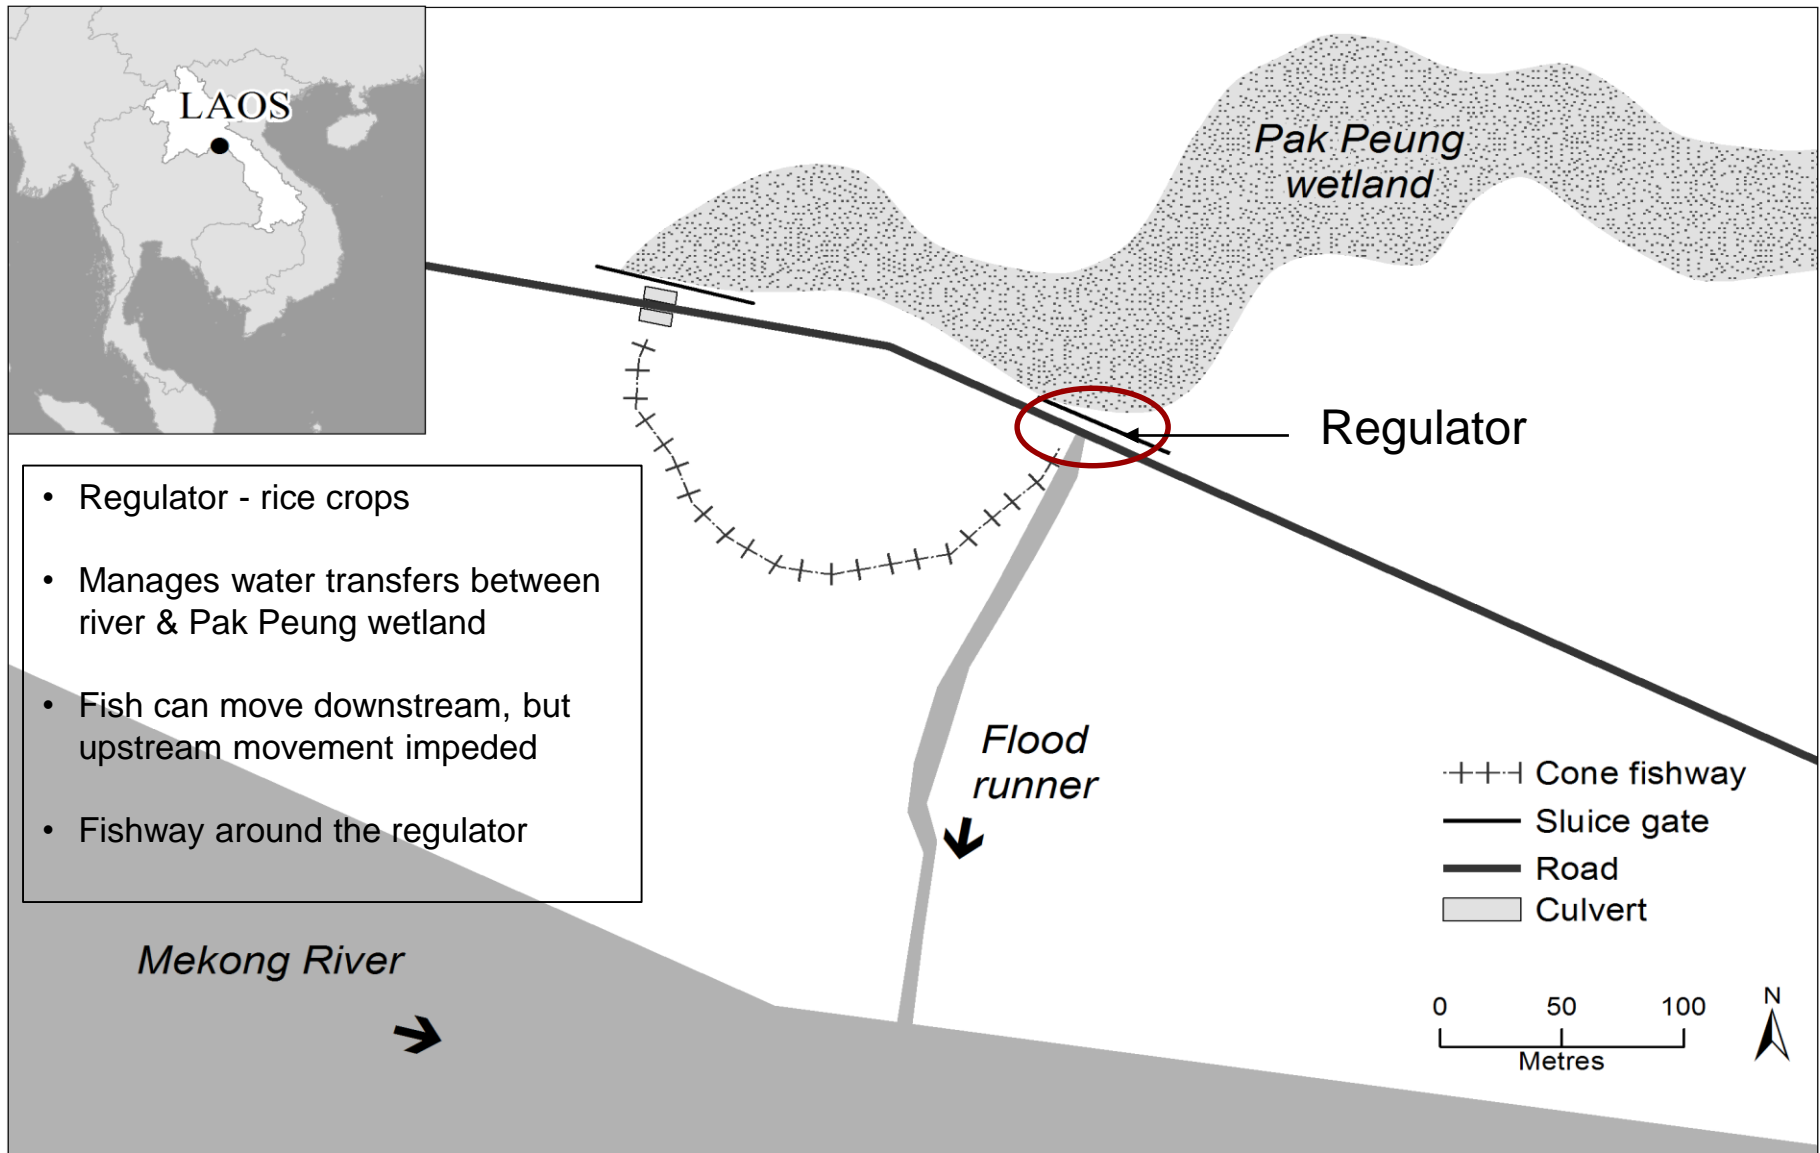 LAOS
Pak Peung
wetland
Regulator
• Regulator - rice crops
• Manages water transfers between
river & Pak Peung wetland
• Fish can move downstream, but
upstream movement impeded
• Fishway around the regulator
Flood
runner
Mekong River
Cone fishway
Sluice gate
Road
Culvert
0 50 100
Metres
N